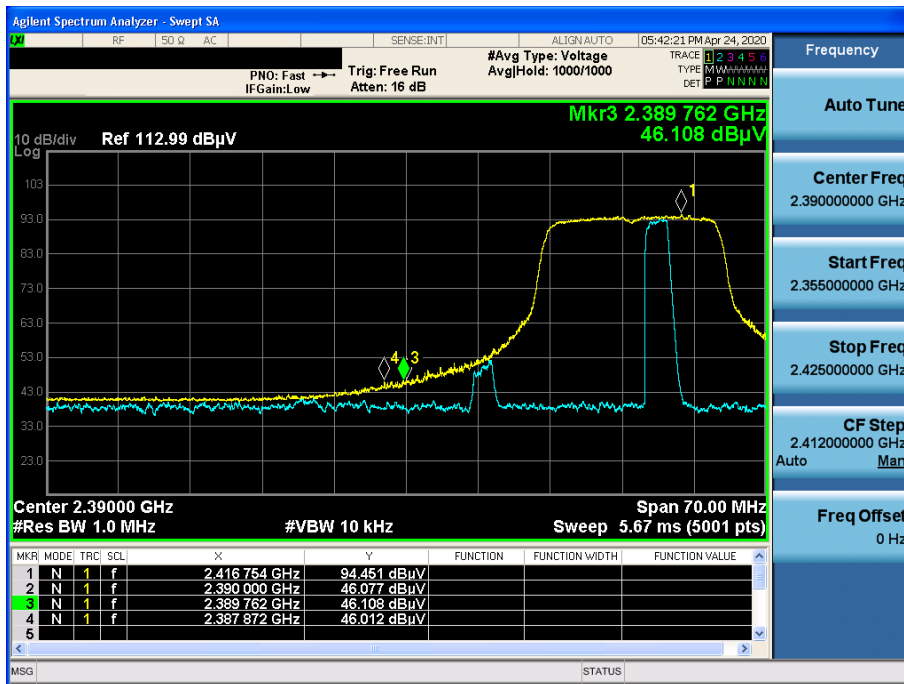 Agilent Spectrum Analyzer - Swept SA
LXI RF 50 Ω AC SENSE:INT ALIGN AUTO 05:42:21 PM Apr 24, 2020
PNO: Fast Trig: Free Run #Avg Type: Voltage TRACE 1 2 3 4 5 6
IFGain:Low Atten: 16 dB Avg|Hold: 1000/1000 TYPE M W W W W W
DET P P N N N N
Frequency
Auto Tune
Center Freq
2.390000000 GHz
Start Freq
2.355000000 GHz
Stop Freq
2.425000000 GHz
CF Step
2.412000000 GHz
Auto Man
Freq Offset
0 Hz
Mkr3 2.389 762 GHz
46.108 dBµV
10 dB/div Ref 112.99 dBµV
Log
103
93.0
83.0
73.0
63.0
53.0
43.0
33.0
23.0
1
4 3
Center 2.39000 GHz Span 70.00 MHz
#Res BW 1.0 MHz #VBW 10 kHz Sweep 5.67 ms (5001 pts)
MKR MODE TRC SCL X Y FUNCTION FUNCTION WIDTH FUNCTION VALUE
1 N 1 f 2.416 754 GHz 94.451 dBµV
2 N 1 f 2.390 000 GHz 46.077 dBµV
3 N 1 f 2.389 762 GHz 46.108 dBµV
4 N 1 f 2.387 872 GHz 46.012 dBµV
5
MSG STATUS